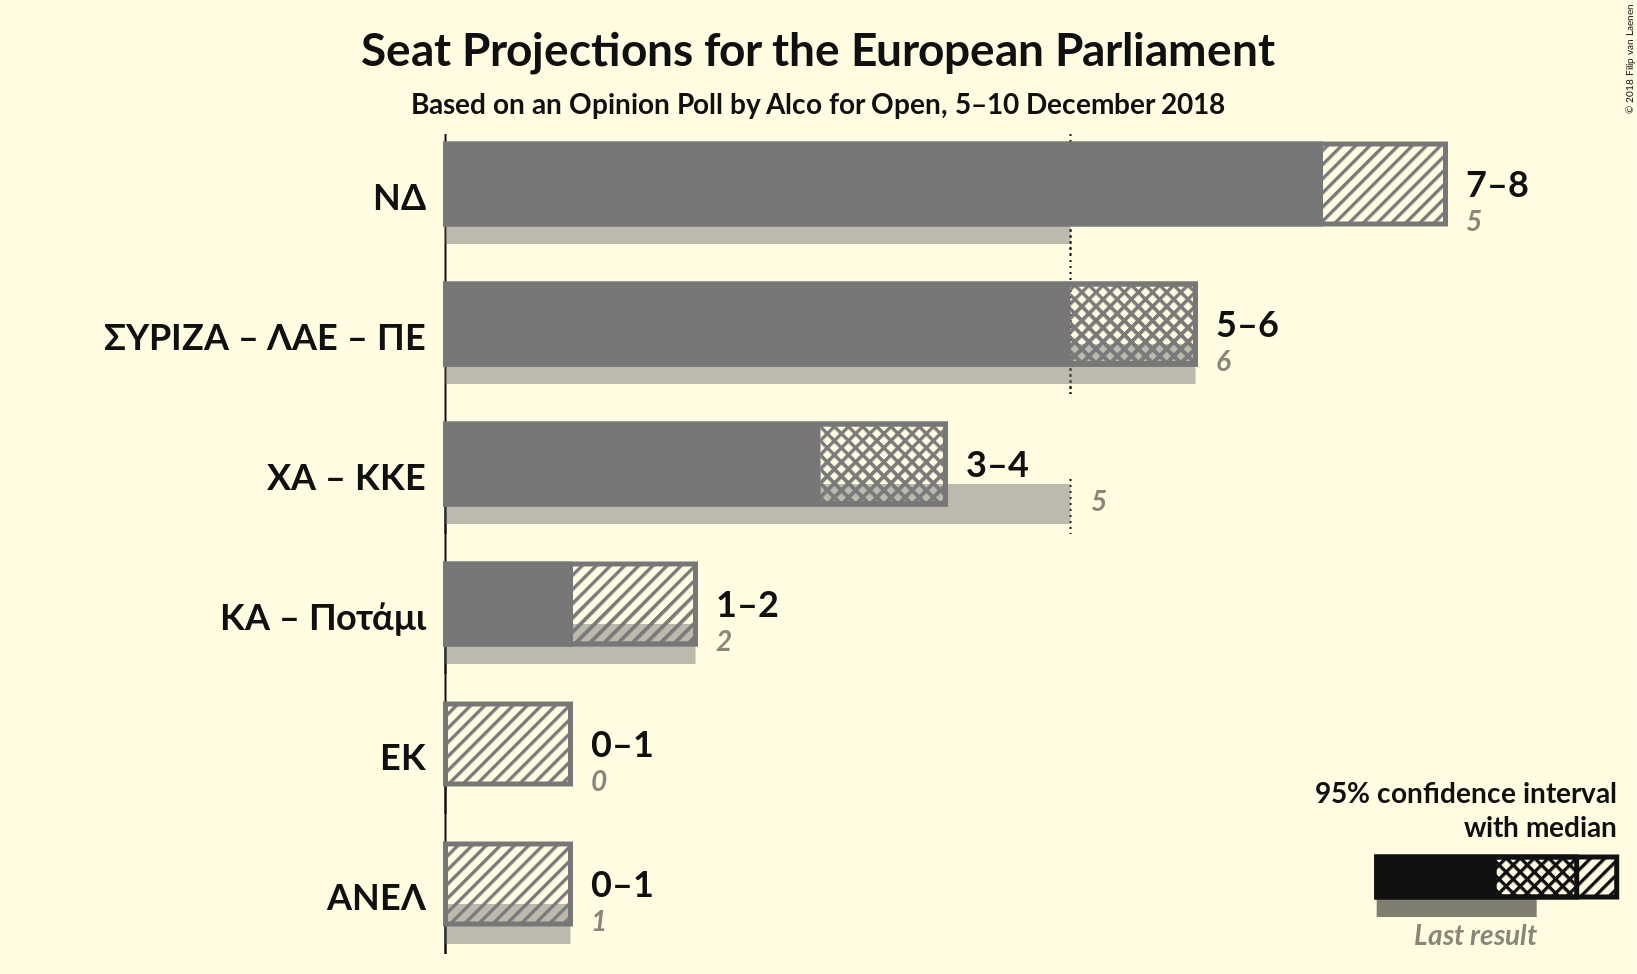 Seat Projections for the European Parliament
Based on an Opinion Poll by Alco for Open, 5–10 December 2018
© 2018 Filip van Laenen
ΝΔ
7–8
5
ΣΥΡΙΖΑ – ΛΑΕ – ΠΕ
5–6
6
ΧΑ – ΚΚΕ
3–4
5
ΚΑ – Ποτάμι
1–2
2
ΕΚ
0–1
0
ΑΝΕΛ
0–1
1
95% confidence interval
with median
Last result